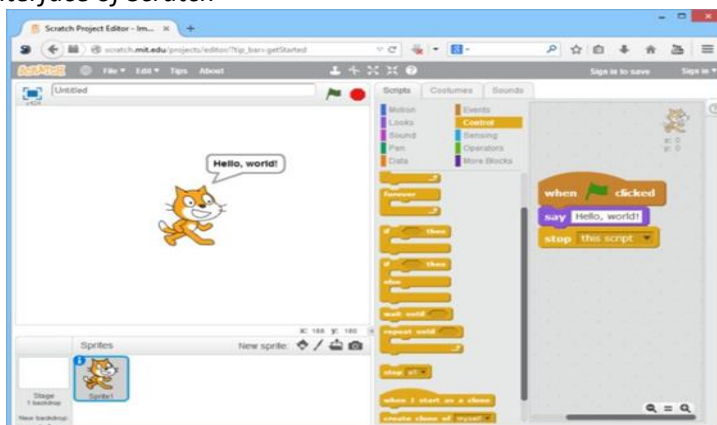 Scratch Project Editor - Im...
scratch.mit.edu/projects/editor/?tip_bar=getStarted
SCRATCH File Edit Tips About Sign in to save Sign in
Untitled
Scripts Costumes Sounds
Motion Events
Looks Control
Sound Sensing
Pen Operators
Data More Blocks
x: 0
y: 0
Hello, world!
forever
if then
if then
else
wait until
repeat until
stop all
when I start as a clone
create clone of myself
when clicked
say Hello, world!
stop this script
Sprites New sprite:
Stage
1 backdrop
New backdrop:
Sprite1